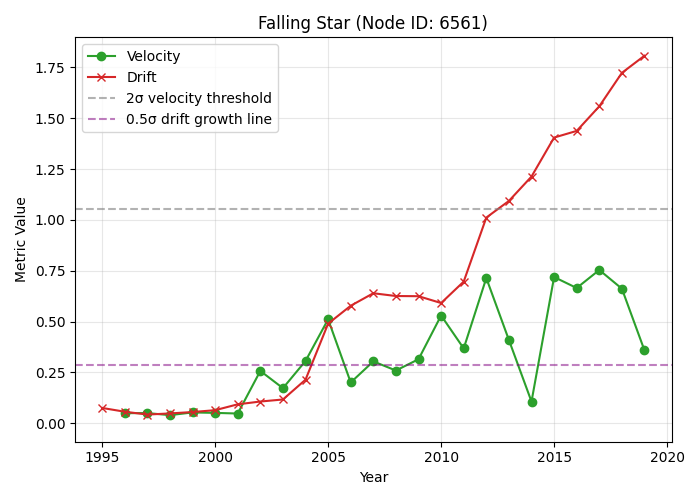 Falling Star (Node ID: 6561)
Velocity
Drift
2σ velocity threshold
0.5σ drift growth line
Metric Value
1.75
1.50
1.25
1.00
0.75
0.50
0.25
0.00
1995 2000 2005 2010 2015 2020
Year